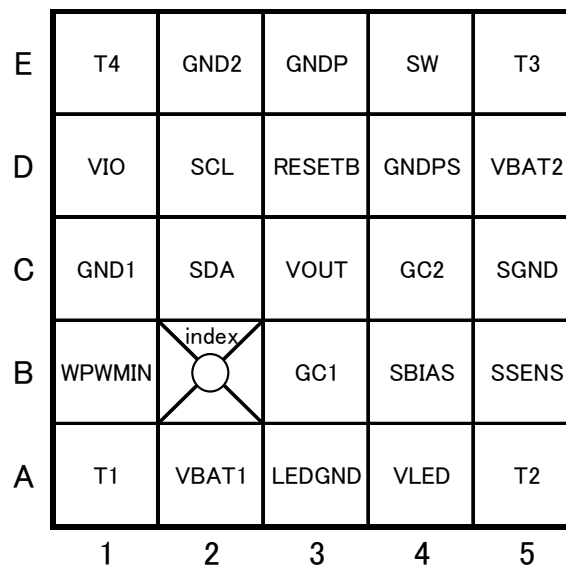 E T4 GND2 GNDP SW T3
D VIO SCL RESETB GNDPS VBAT2
C GND1 SDA VOUT GC2 SGND
index
B WPWMIN GC1 SBIAS SSENS
A T1 VBAT1 LEDGND VLED T2
1 2 3 4 5